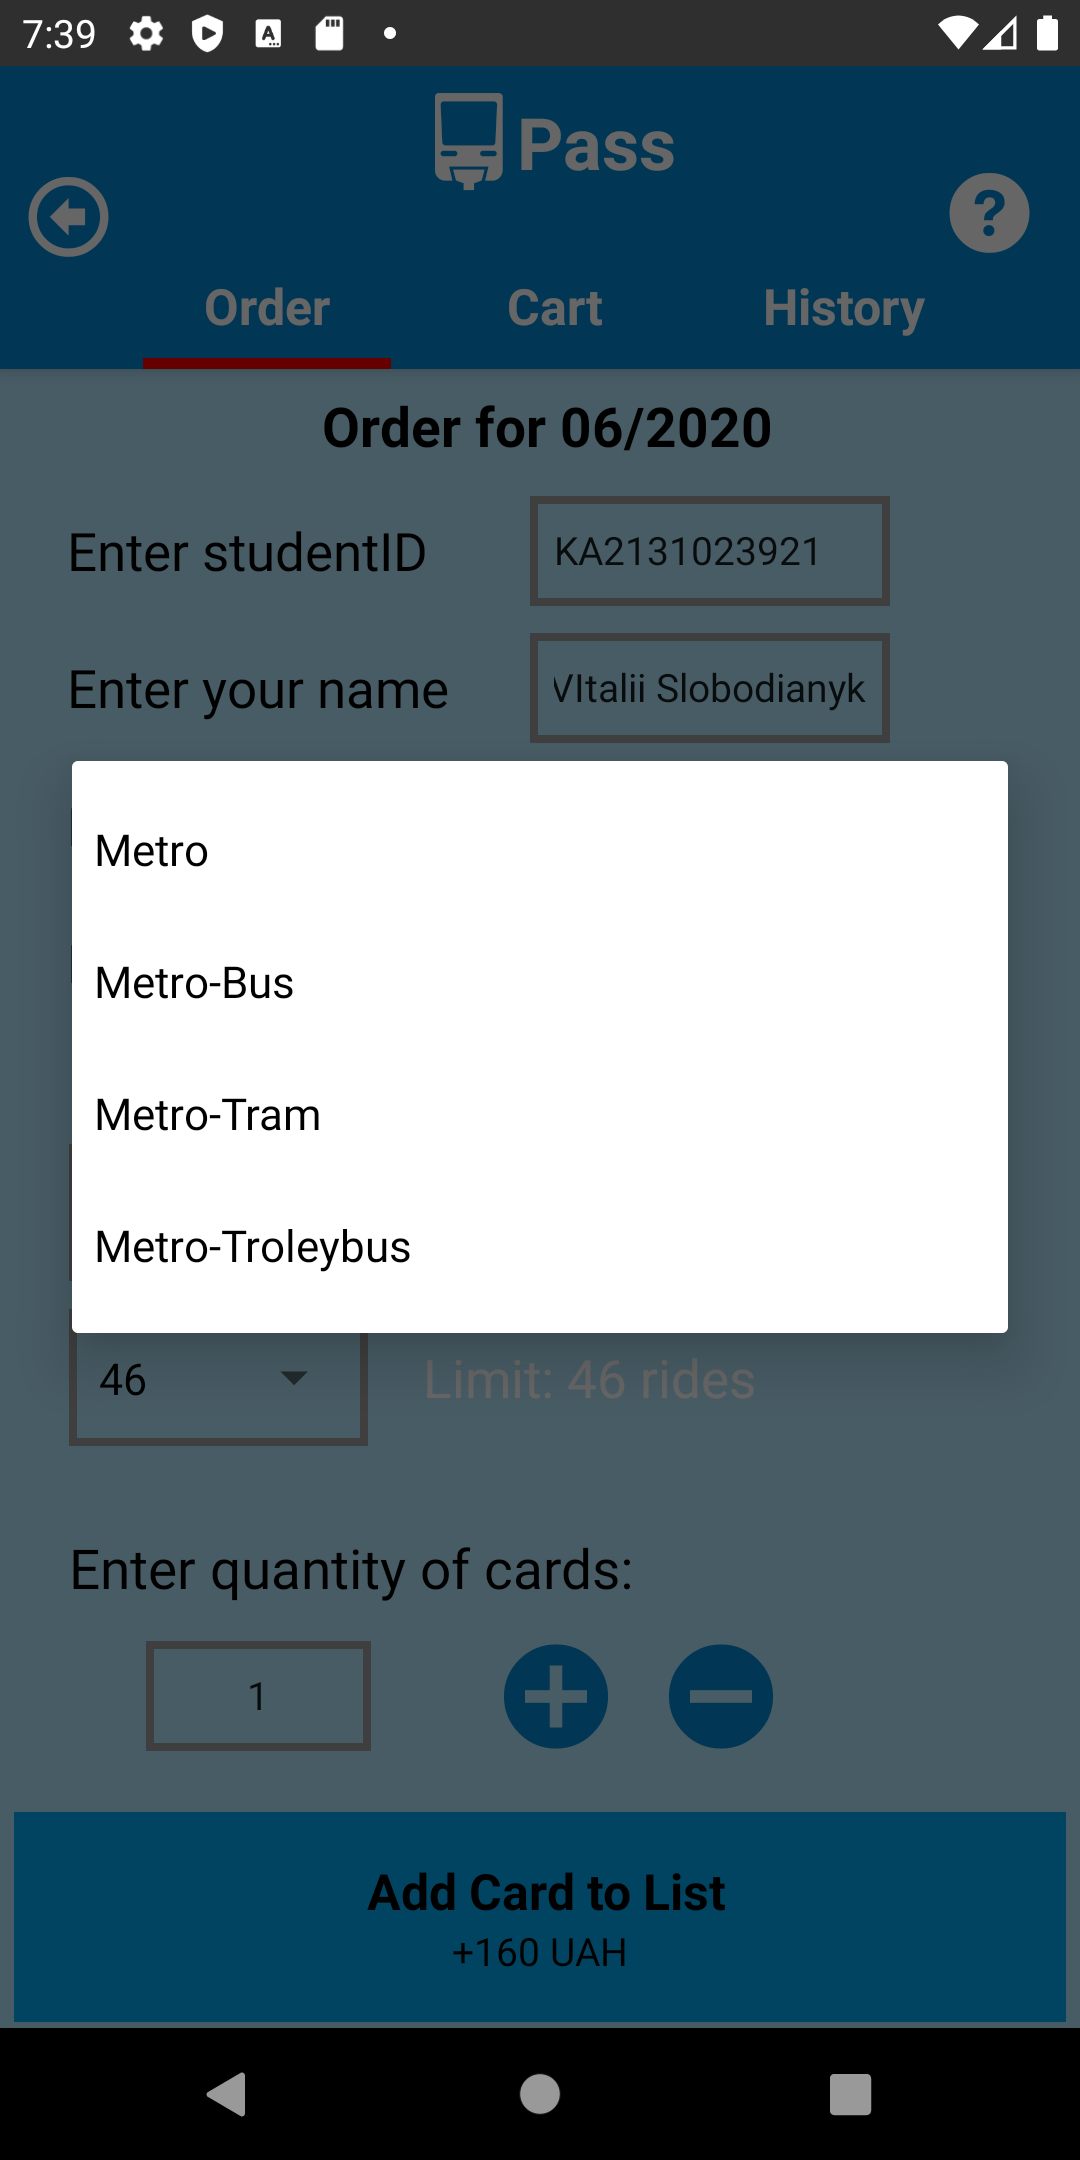 7:39
Pass
Order Cart History
Order for 06/2020
Enter studentID KA2131023921
Enter your name VItalii Slobodianyk
Metro
Metro-Bus
Metro-Tram
Metro-Troleybus
46 Limit: 46 rides
Enter quantity of cards:
1
Add Card to List
+160 UAH